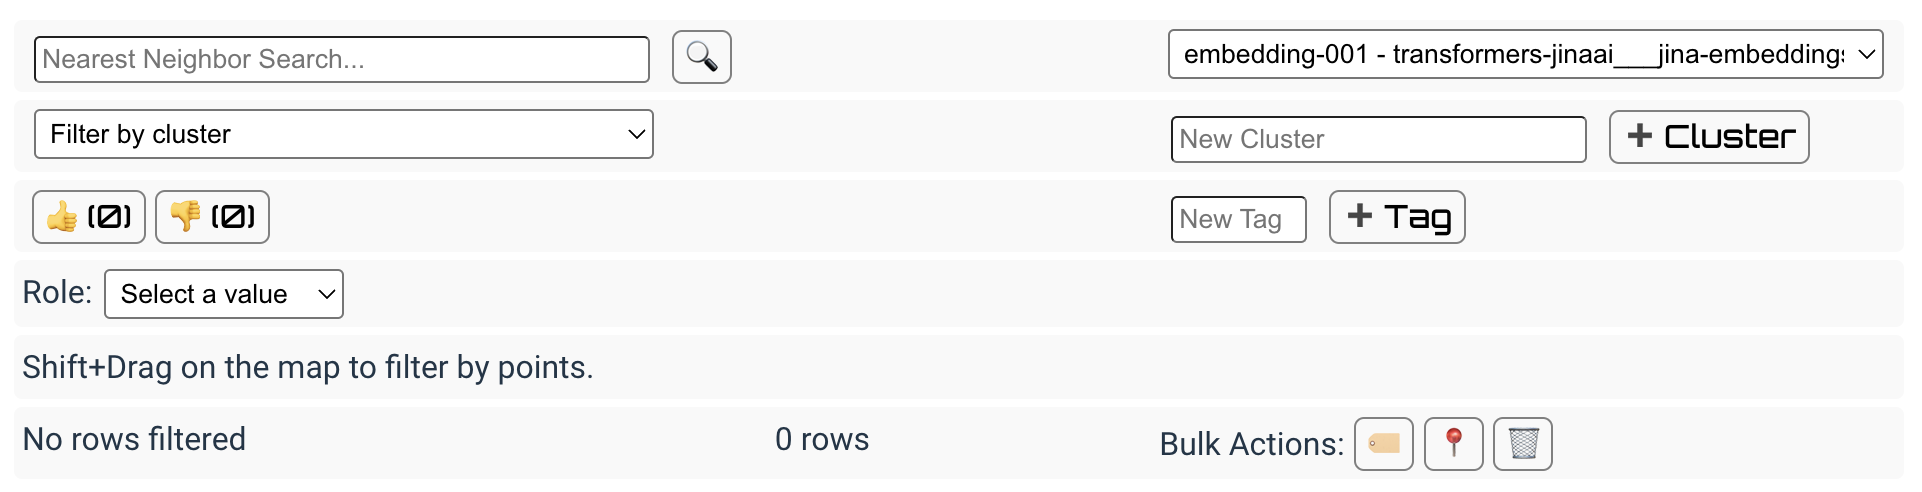 Nearest Neighbor Search...
embedding-001 - transformers-jinaai___jina-embeddings
Filter by cluster
New Cluster
+ Cluster
👍 (0) 👎 (0)
New Tag
+ Tag
Role: Select a value
Shift+Drag on the map to filter by points.
No rows filtered
0 rows
Bulk Actions: